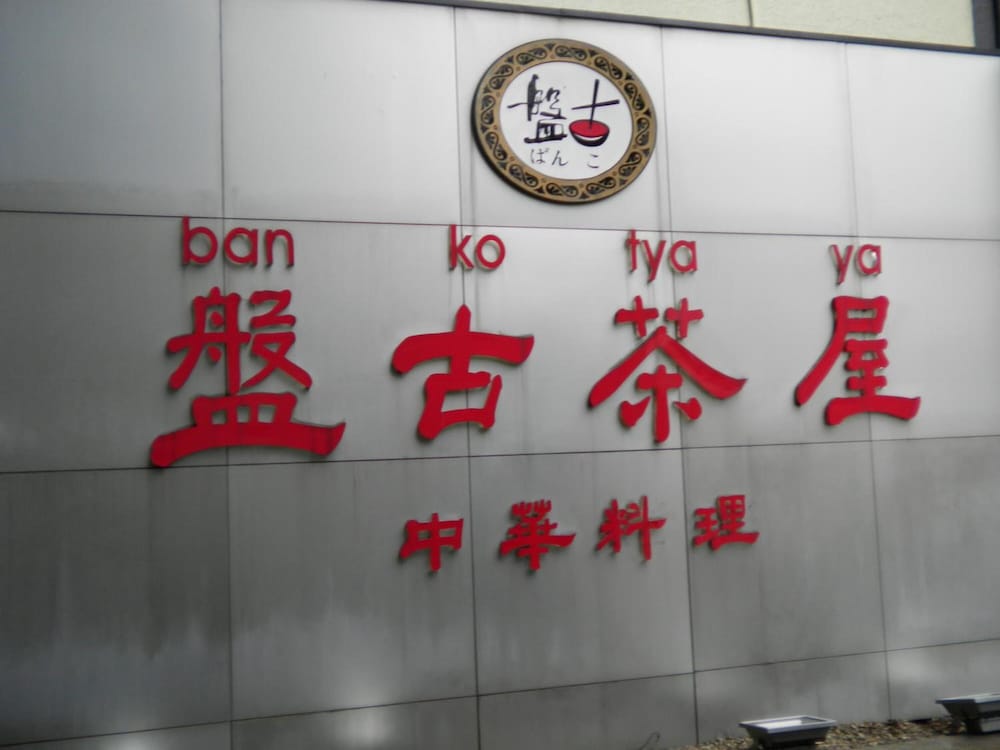 盤古
ばんこ
ban ko tya ya
盤古茶屋
中華料理